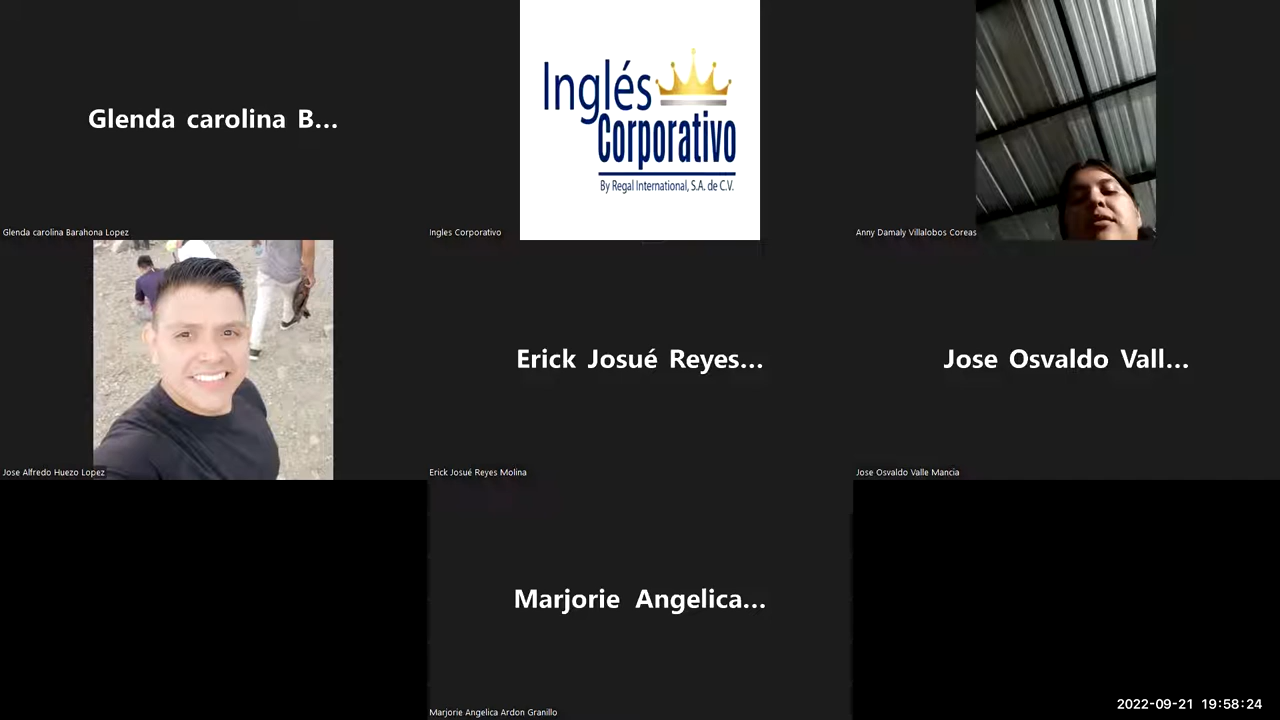 Glenda carolina B...
Glenda carolina Barahona Lopez
Inglés
Corporativo
By Regal International, S.A. de C.V.
Ingles Corporativo
Anny Damaly Villalobos Coreas
Jose Alfredo Huezo Lopez
Erick Josué Reyes...
Erick Josué Reyes Molina
Jose Osvaldo Vall...
Jose Osvaldo Valle Mancia
Marjorie Angelica...
Marjorie Angelica Ardon Granillo
2022-09-21 19:58:24